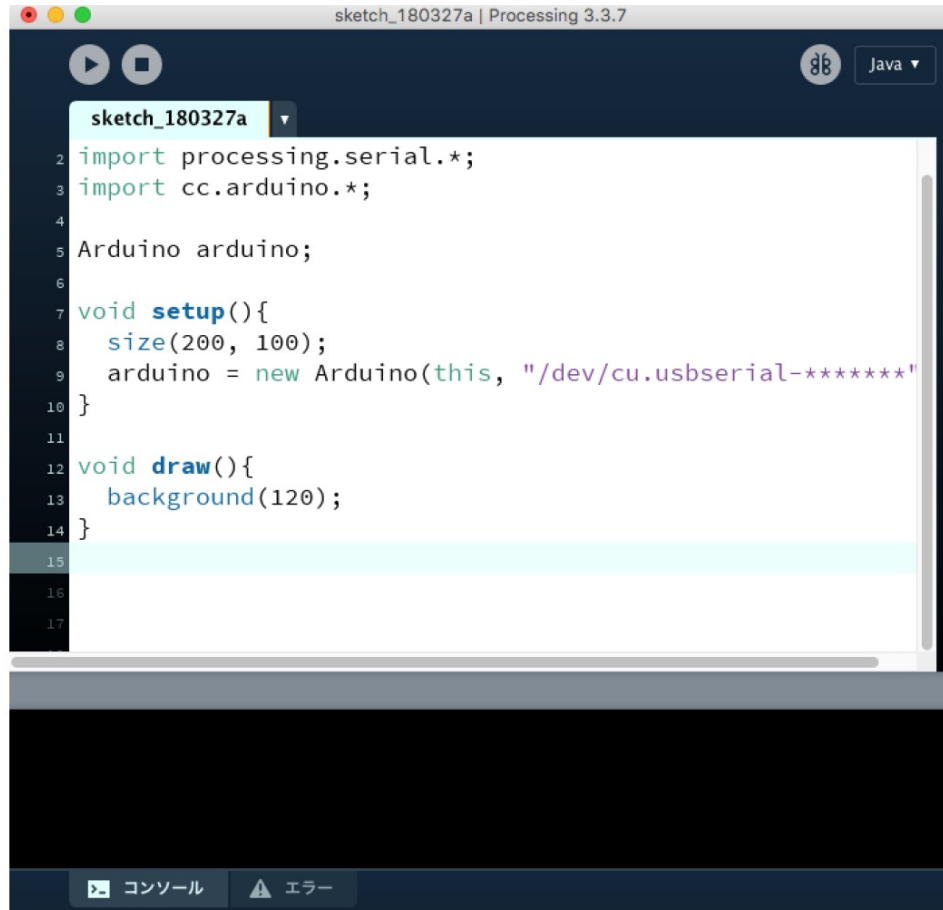 sketch_180327a | Processing 3.3.7
Java ▼
sketch_180327a ▼
2 import processing.serial.*;
3 import cc.arduino.*;
4
5 Arduino arduino;
6
7 void setup(){
8   size(200, 100);
9   arduino = new Arduino(this, "/dev/cu.usbserial-*******"
10 }
11
12 void draw(){
13   background(120);
14 }
15
16
17
コンソール エラー